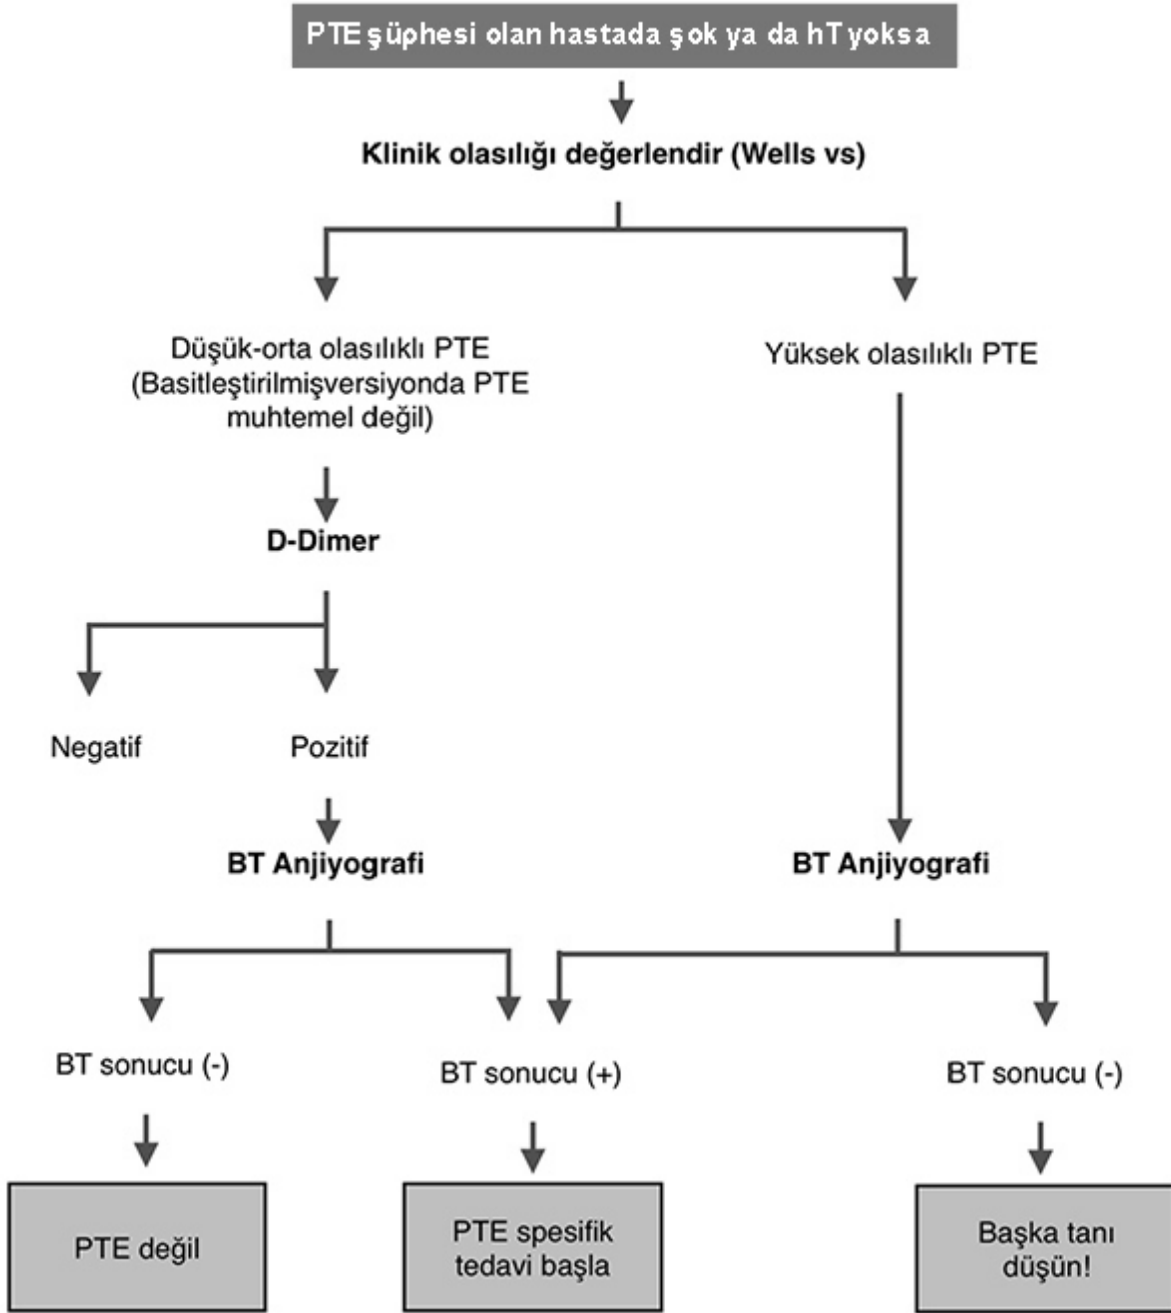 PTE şüphesi olan hastada şok ya da hT yoksa
Klinik olasılığı değerlendir (Wells vs)
Düşük-orta olasılıklı PTE
(Basitleştirilmişversiyonda PTE
muhtemel değil)
Yüksek olasılıklı PTE
D-Dimer
Negatif
Pozitif
BT Anjiyografi
BT Anjiyografi
BT sonucu (-)
BT sonucu (+)
BT sonucu (-)
PTE değil
PTE spesifik
tedavi başla
Başka tanı
düşün!